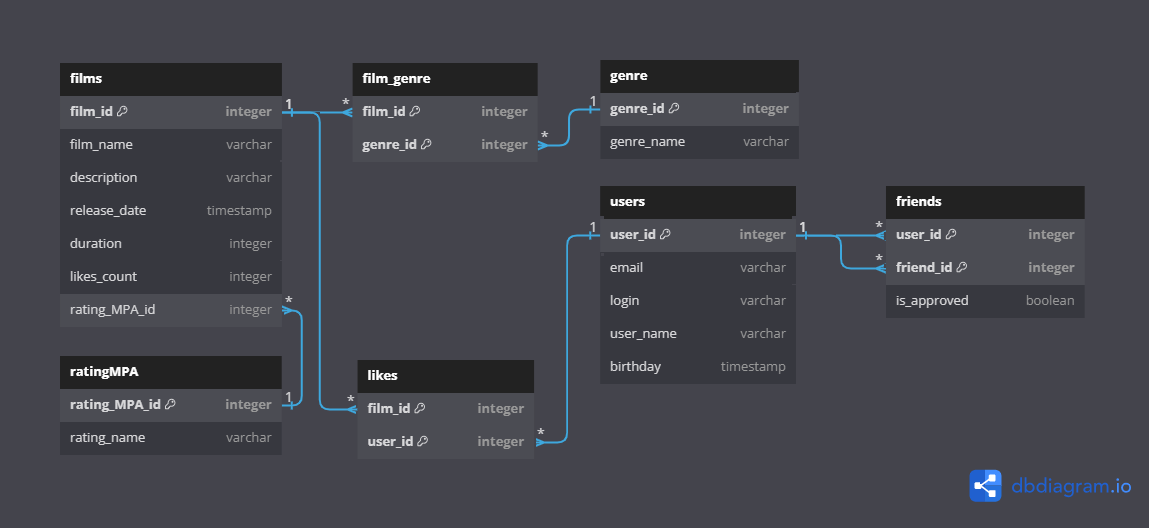 films
film_id integer
film_name varchar
description varchar
release_date timestamp
duration integer
likes_count integer
rating_MPA_id integer
ratingMPA
rating_MPA_id integer
rating_name varchar
film_genre
film_id integer
genre_id integer
likes
film_id integer
user_id integer
genre
genre_id integer
genre_name varchar
users
user_id integer
email varchar
login varchar
user_name varchar
birthday timestamp
friends
user_id integer
friend_id integer
is_approved boolean
1 *
* 1
* 1
1 *
* 1
1 *
*
dbdiagram.io